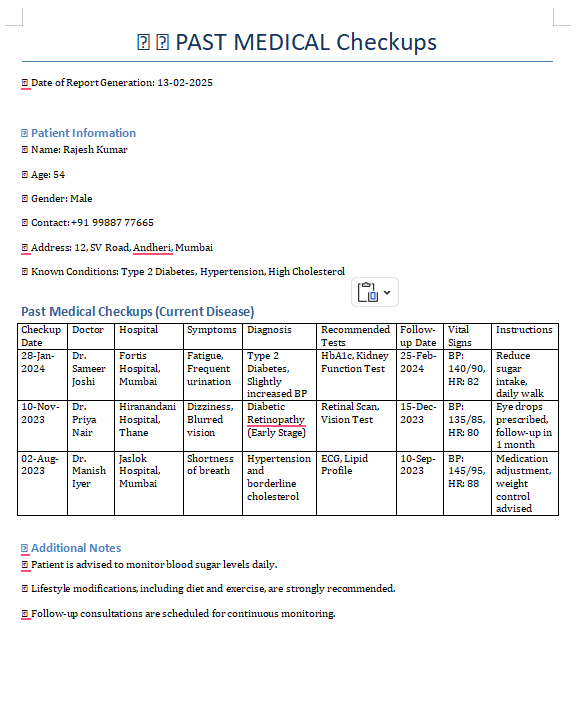 PAST MEDICAL Checkups
Date of Report Generation: 13-02-2025
Patient Information
Name: Rajesh Kumar
Age: 54
Gender: Male
Contact: +91 99887 77665
Address: 12, SV Road, Andheri, Mumbai
Known Conditions: Type 2 Diabetes, Hypertension, High Cholesterol
Past Medical Checkups (Current Disease)
Checkup Date | Doctor | Hospital | Symptoms | Diagnosis | Recommended Tests | Follow-up Date | Vital Signs | Instructions
28-Jan-2024 | Dr. Sameer Joshi | Fortis Hospital, Mumbai | Fatigue, Frequent urination | Type 2 Diabetes, Slightly increased BP | HbA1c, Kidney Function Test | 25-Feb-2024 | BP: 140/90, HR: 82 | Reduce sugar intake, daily walk
10-Nov-2023 | Dr. Priya Nair | Hiranandani Hospital, Thane | Dizziness, Blurred vision | Diabetic Retinopathy (Early Stage) | Retinal Scan, Vision Test | 15-Dec-2023 | BP: 135/85, HR: 80 | Eye drops prescribed, follow-up in 1 month
02-Aug-2023 | Dr. Manish Iyer | Jaslok Hospital, Mumbai | Shortness of breath | Hypertension and borderline cholesterol | ECG, Lipid Profile | 10-Sep-2023 | BP: 145/95, HR: 88 | Medication adjustment, weight control advised
Additional Notes
Patient is advised to monitor blood sugar levels daily.
Lifestyle modifications, including diet and exercise, are strongly recommended.
Follow-up consultations are scheduled for continuous monitoring.